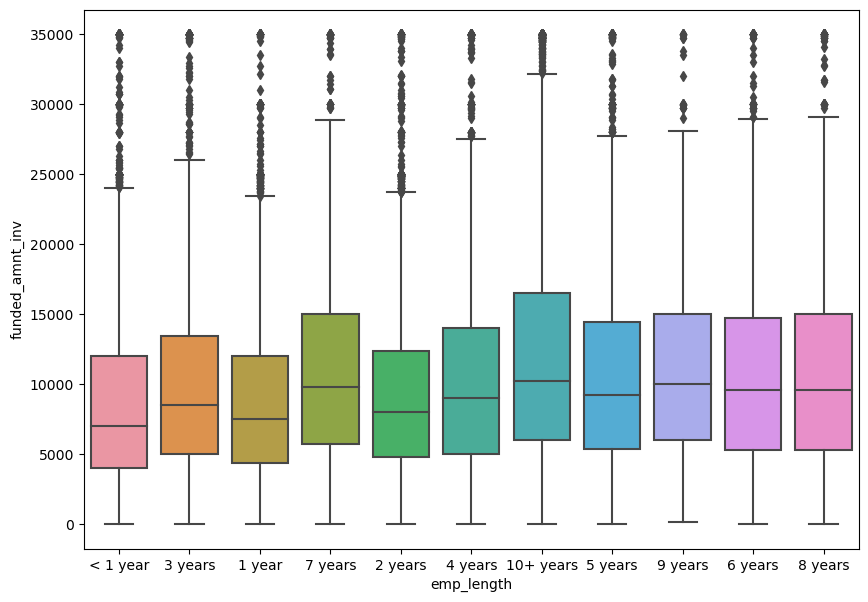 funded_amnt_inv
35000
30000
25000
20000
15000
10000
5000
0
< 1 year 3 years 1 year 7 years 2 years 4 years 10+ years 5 years 9 years 6 years 8 years
emp_length